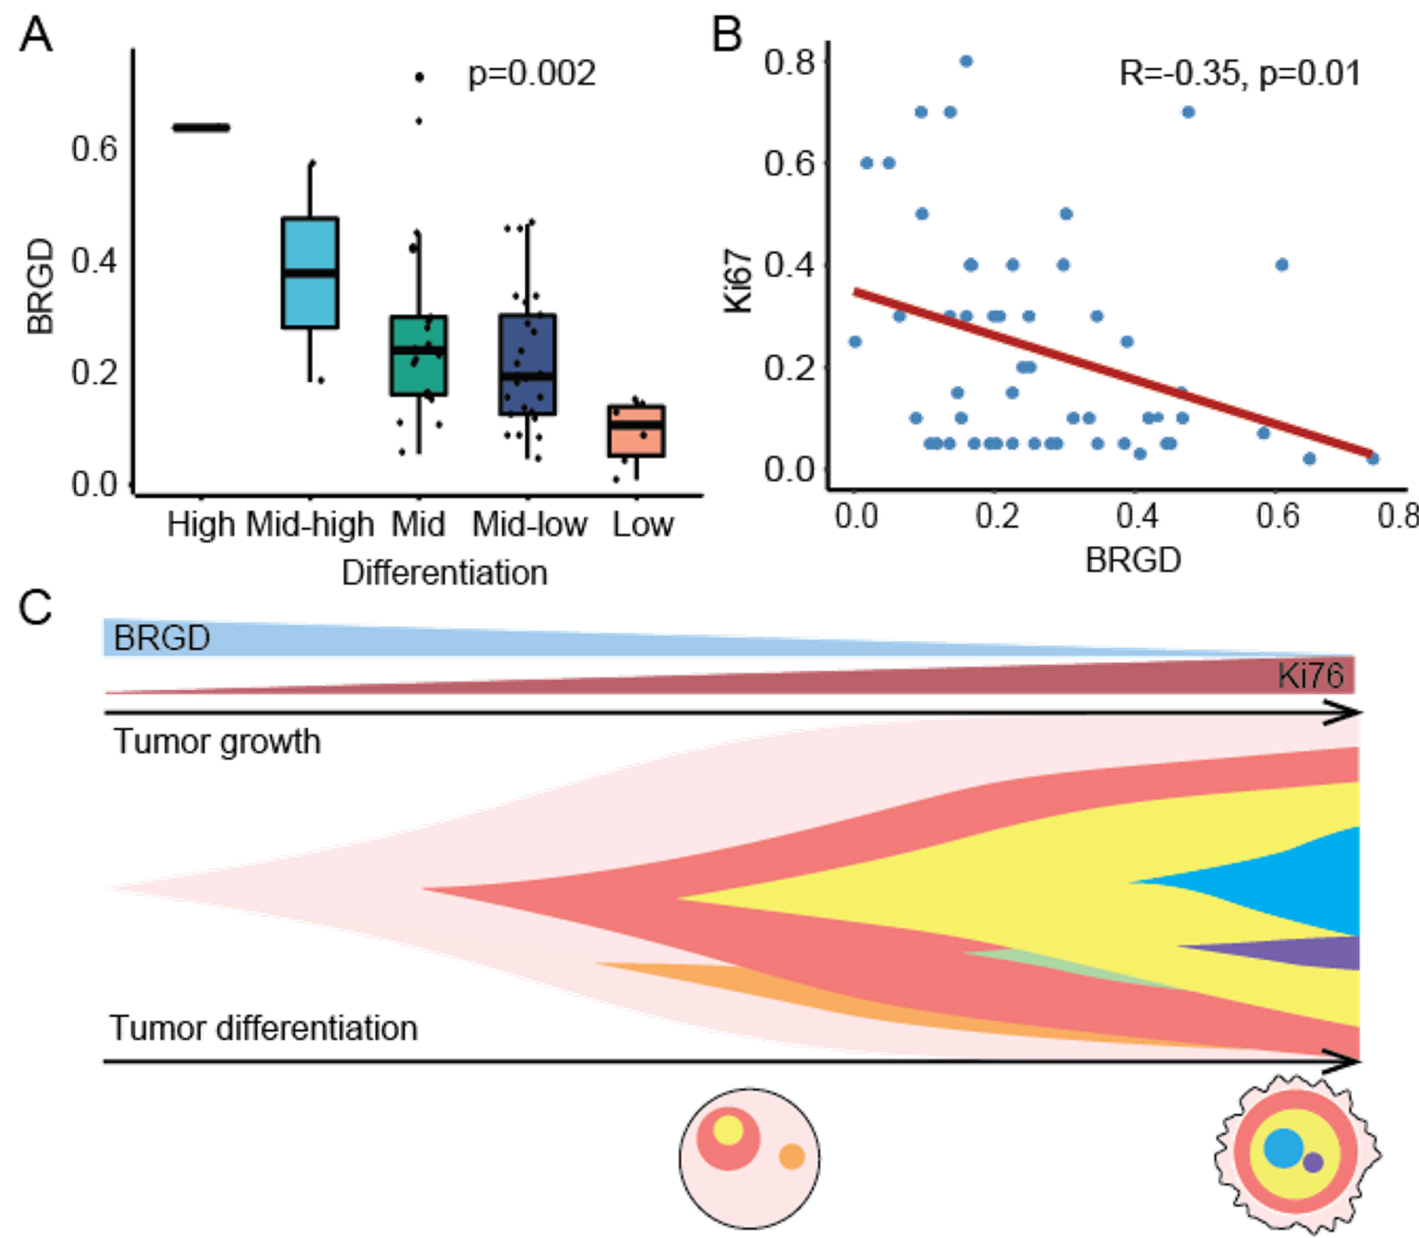 A
p=0.002
BRGD
0.6
0.4
0.2
0.0
High Mid-high Mid Mid-low Low
Differentiation
B
R=-0.35, p=0.01
Ki67
0.8
0.6
0.4
0.2
0.0
0.0 0.2 0.4 0.6 0.8
BRGD
C
BRGD
Ki76
Tumor growth
Tumor differentiation